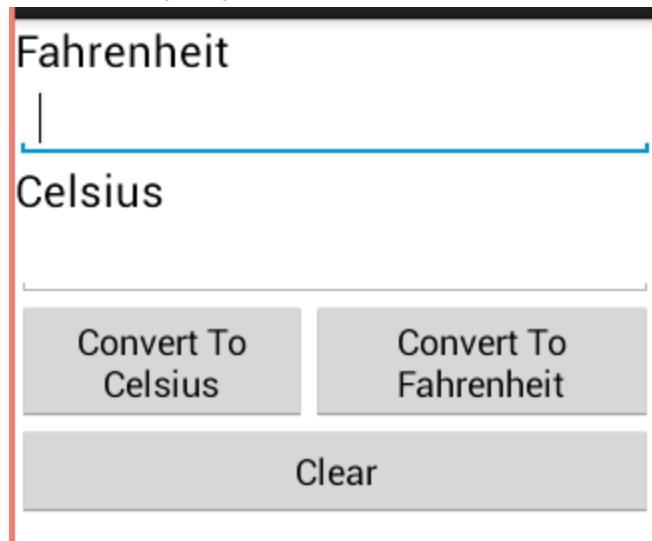 Fahrenheit
Celsius
Convert To
Celsius
Convert To
Fahrenheit
Clear